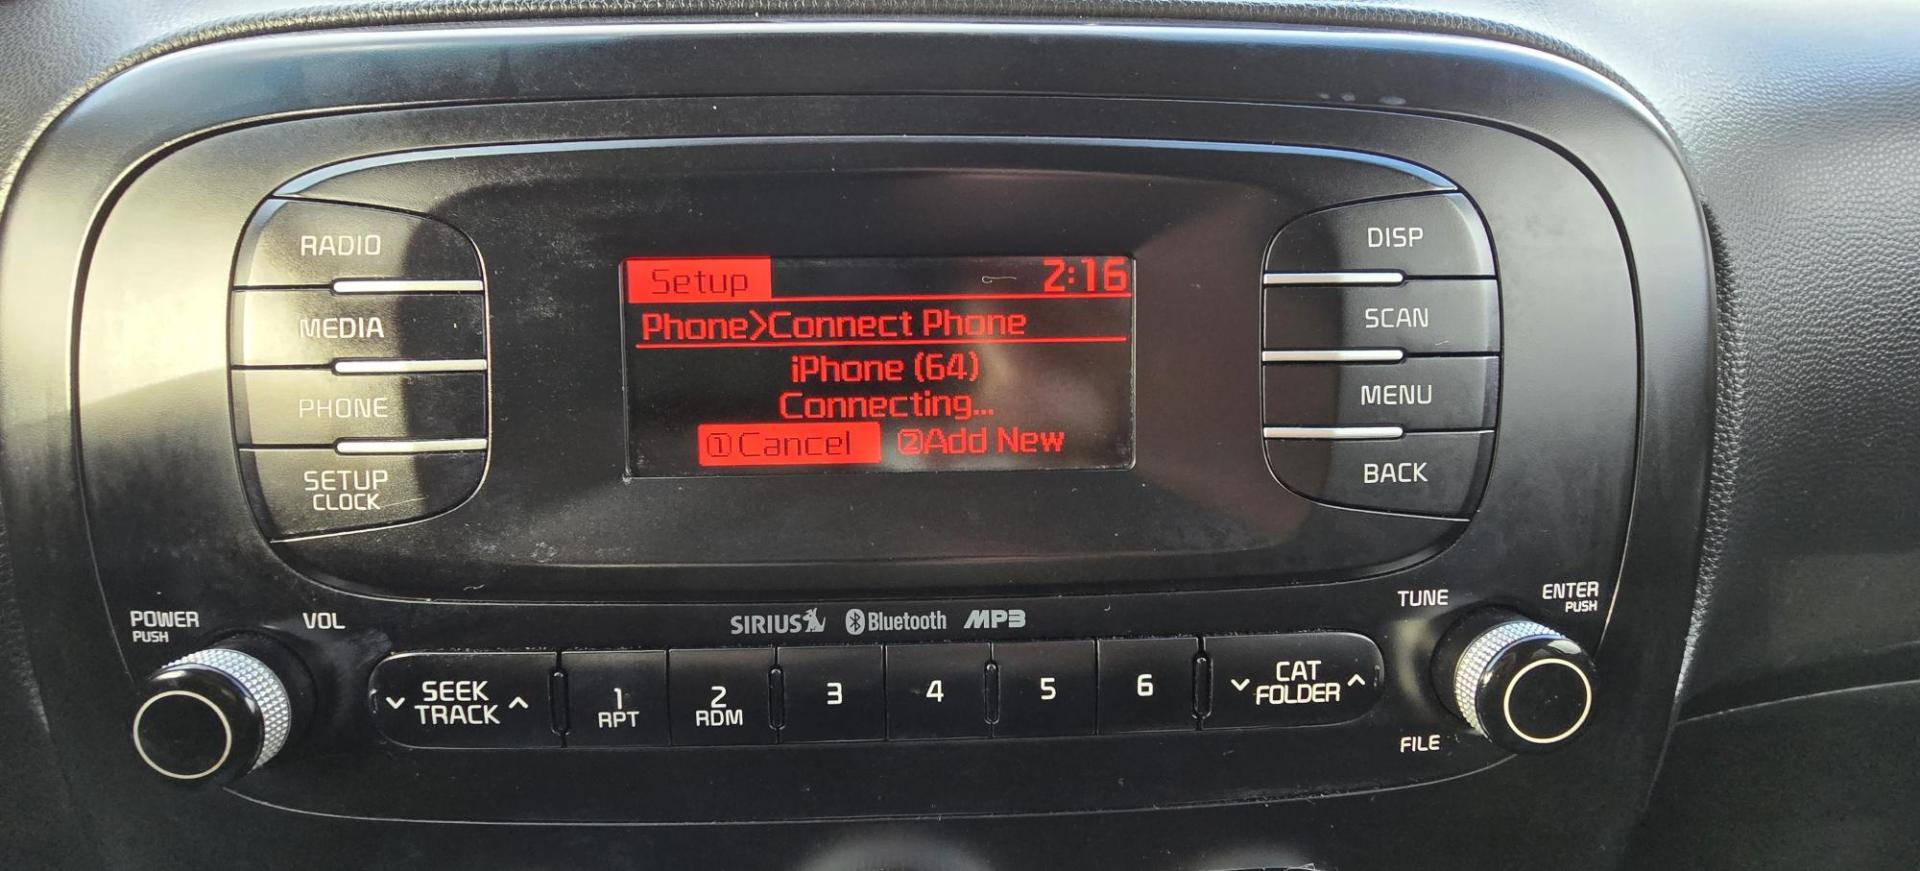 RADIO
MEDIA
PHONE
SETUP
CLOCK
Setup 2:16
Phone>Connect Phone
iPhone (64)
Connecting...
①Cancel ②Add New
DISP
SCAN
MENU
BACK
POWER
PUSH
VOL
SIRIUS Bluetooth MP3
TUNE
ENTER
PUSH
SEEK
TRACK
1
RPT
2
RDM
3
4
5
6
CAT
FOLDER
FILE